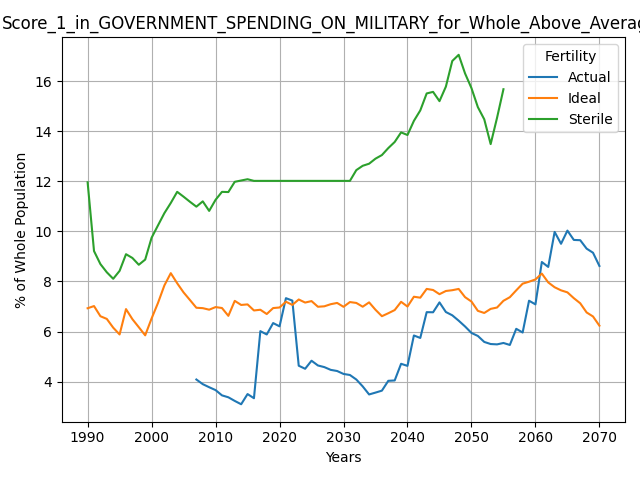 Score_1_in_GOVERNMENT_SPENDING_ON_MILITARY_for_Whole_Above_Averag
Fertility
Actual
Ideal
Sterile
% of Whole Population
16
14
12
10
8
6
4
1990 2000 2010 2020 2030 2040 2050 2060 2070
Years